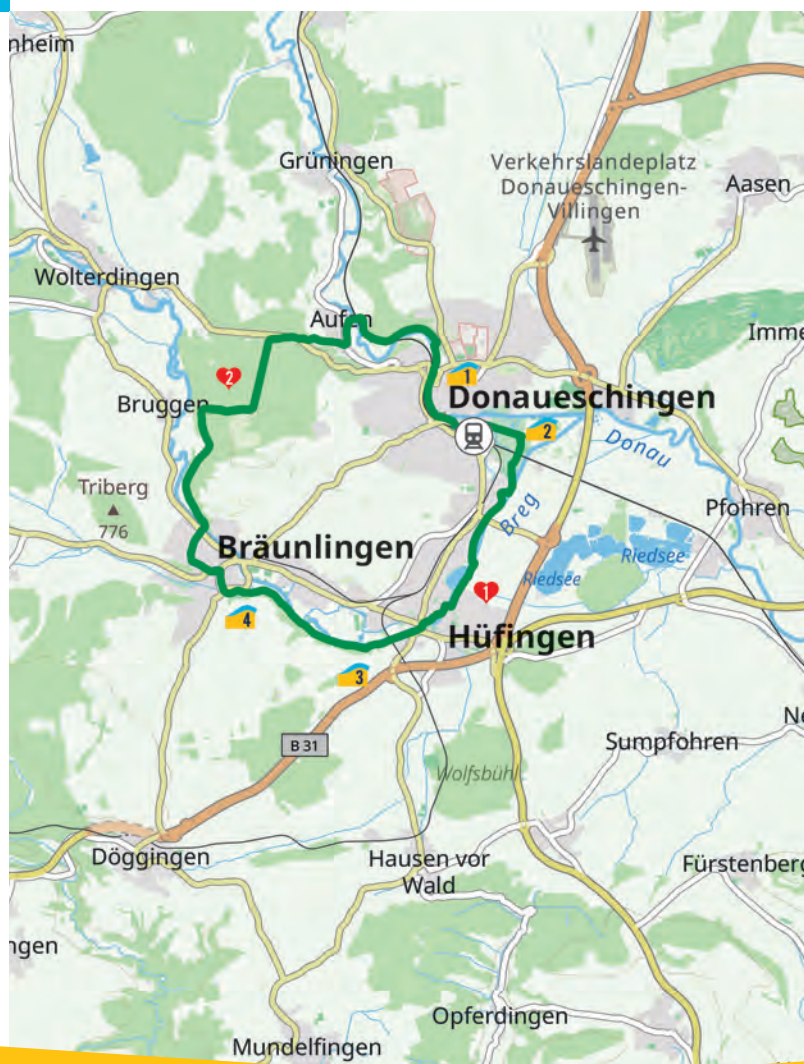 nheim
Grüningen
Verkehrslandeplatz
Donaueschingen-
Villingen
Aasen
Wolterdingen
Aufen
Imme
2
1
Bruggen
Donaueschingen
2
Donau
Triberg
776
Breg
Pfohren
Bräunlingen
Riedsee
Riedsee
1
4
Hüfingen
3
Ne
B 31
Sumpfohren
Wolfsbühl
Döggingen
Hausen vor
Wald
Fürstenberg
ngen
Opferdingen
Mundelfingen